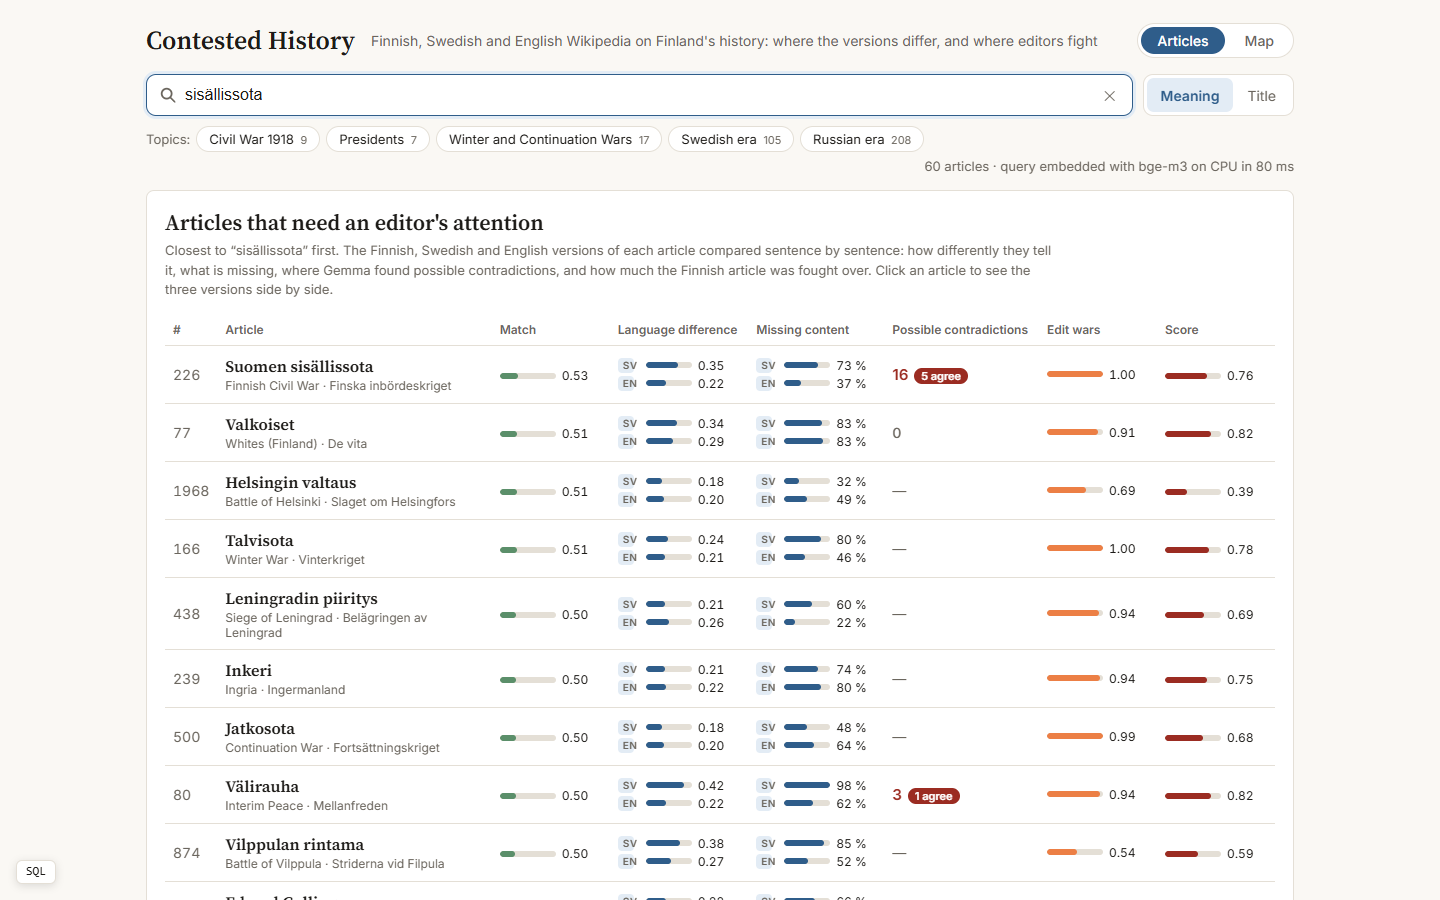 Contested History Finnish, Swedish and English Wikipedia on Finland's history: where the versions differ, and where editors fight Articles Map
sisällissota Meaning Title
Topics: Civil War 1918 9 Presidents 7 Winter and Continuation Wars 17 Swedish era 105 Russian era 208
60 articles · query embedded with bge-m3 on CPU in 80 ms
Articles that need an editor's attention
Closest to “sisällissota” first. The Finnish, Swedish and English versions of each article compared sentence by sentence: how differently they tell
it, what is missing, where Gemma found possible contradictions, and how much the Finnish article was fought over. Click an article to see the
three versions side by side.
# Article Match Language difference Missing content Possible contradictions Edit wars Score
226 Suomen sisällissota 0.53 SV 0.35 SV 73 % 16 5 agree 1.00 0.76
Finnish Civil War · Finska inbördeskriget EN 0.22 EN 37 %
77 Valkoiset 0.51 SV 0.34 SV 83 % 0 0.91 0.82
Whites (Finland) · De vita EN 0.29 EN 83 %
1968 Helsingin valtaus 0.51 SV 0.18 SV 32 % — 0.69 0.39
Battle of Helsinki · Slaget om Helsingfors EN 0.20 EN 49 %
166 Talvisota 0.51 SV 0.24 SV 80 % — 1.00 0.78
Winter War · Vinterkriget EN 0.21 EN 46 %
438 Leningradin piiritys 0.50 SV 0.21 SV 60 % — 0.94 0.69
Siege of Leningrad · Belägringen av EN 0.26 EN 22 %
Leningrad
239 Inkeri 0.50 SV 0.21 SV 74 % — 0.94 0.75
Ingria · Ingermanland EN 0.22 EN 80 %
500 Jatkosota 0.50 SV 0.18 SV 48 % — 0.99 0.68
Continuation War · Fortsättningskriget EN 0.20 EN 64 %
80 Välirauha 0.50 SV 0.42 SV 98 % 3 1 agree 0.94 0.82
Interim Peace · Mellanfreden EN 0.22 EN 62 %
874 Vilppulan rintama 0.50 SV 0.38 SV 85 % — 0.54 0.59
Battle of Vilppula · Striderna vid Filpula EN 0.27 EN 52 %
SQL